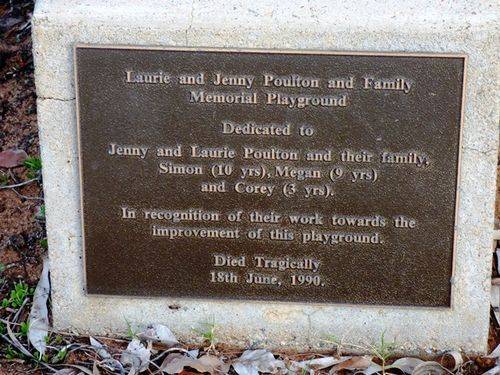 Laurie and Jenny Poulton and Family
Memorial Playground
Dedicated to
Jenny and Laurie Poulton and their family,
Simon (10 yrs), Megan (9 yrs)
and Corey (3 yrs).
In recognition of their work towards the
improvement of this playground.
Died Tragically
18th June, 1990.